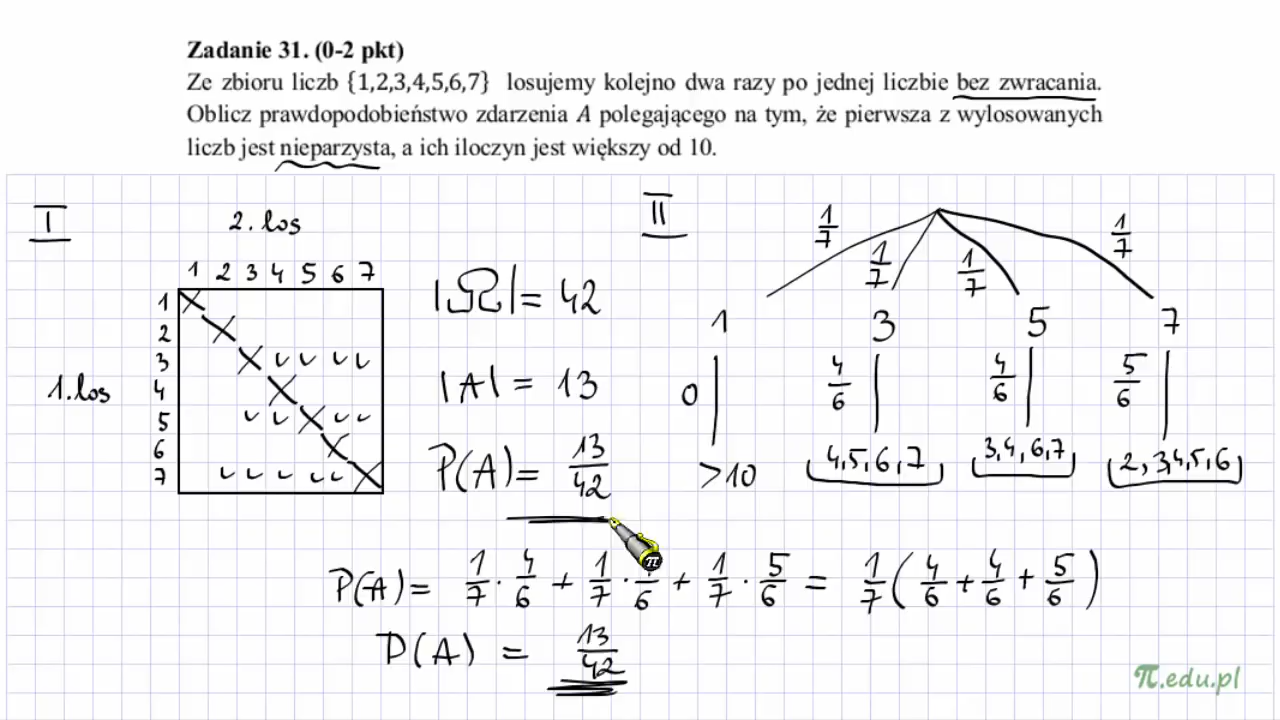 Zadanie 31. (0-2 pkt)
Ze zbioru liczb {1,2,3,4,5,6,7} losujemy kolejno dwa razy po jednej liczbie bez zwracania.
Oblicz prawdopodobieństwo zdarzenia A polegającego na tym, że pierwsza z wylosowanych
liczb jest nieparzysta, a ich iloczyn jest większy od 10.
I
2. los
1 2 3 4 5 6 7
1
2
3
4
5
6
7
1. los
|Ω| = 42
|A| = 13
P(A) = 13/42
II
1/7 1/7 1/7 1/7
1 3 5 7
0 4/6 4/6 5/6
>10 4,5,6,7 3,4,6,7 2,3,4,5,6
P(A) = 1/7 · 4/6 + 1/7 · /6 + 1/7 · 5/6 = 1/7 (4/6 + 4/6 + 5/6)
P(A) = 13/42
π.edu.pl